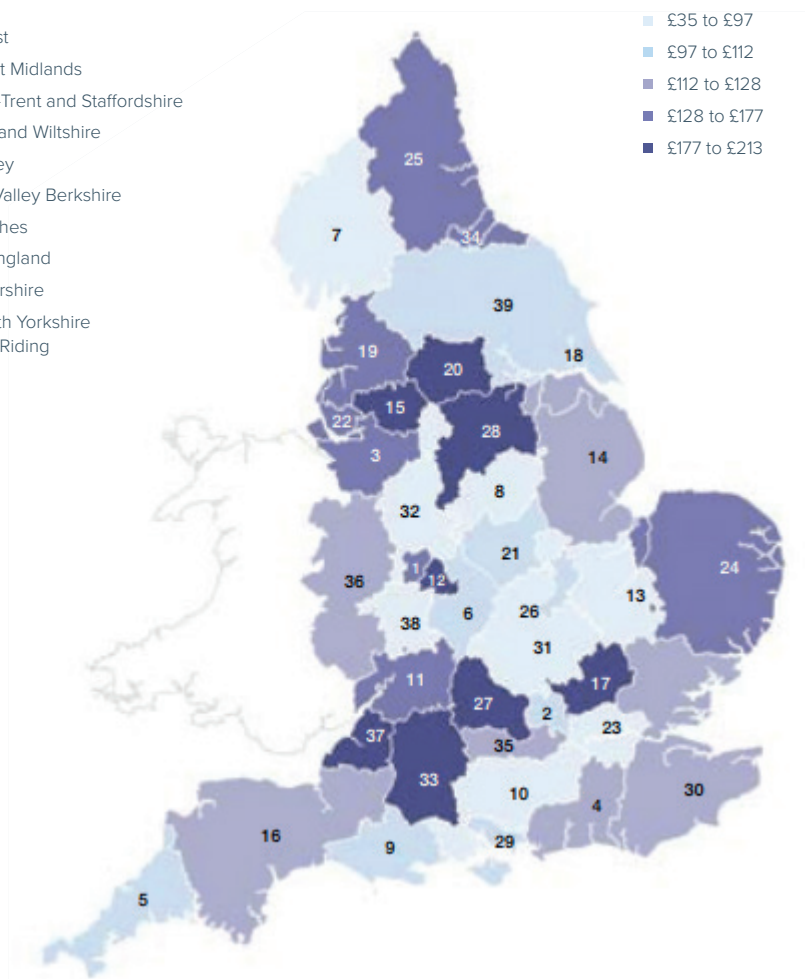 st
t Midlands
-Trent and Staffordshire
and Wiltshire
ey
Valley Berkshire
hes
ngland
rshire
th Yorkshire
Riding
£35 to £97
£97 to £112
£112 to £128
£128 to £177
£177 to £213
25
7
34
39
18
19
20
15
22
28
3
14
8
32
21
1
12
24
36
13
26
6
38
31
11
17
27
2
37
23
35
33
10
30
4
16
29
9
5